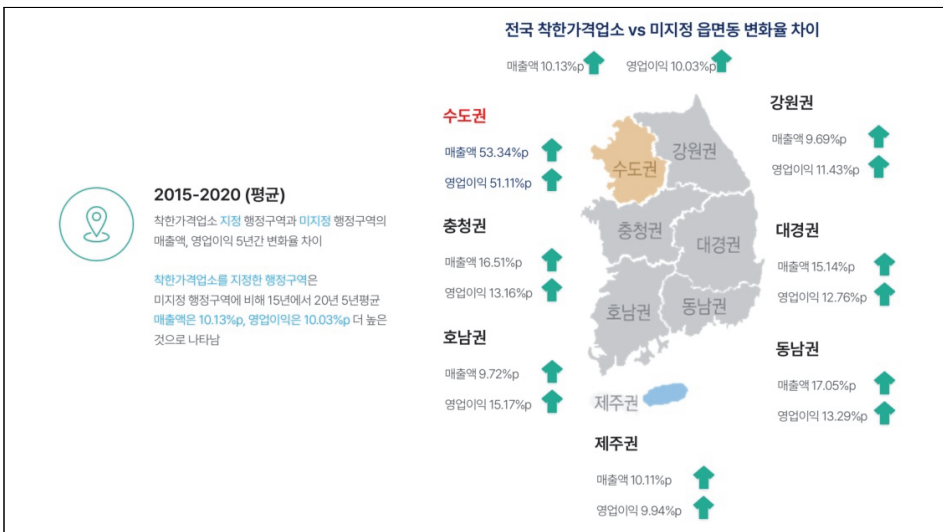 전국 착한가격업소 vs 미지정 읍면동 변화율 차이
매출액 10.13%p 영업이익 10.03%p
2015-2020 (평균)
착한가격업소 지정 행정구역과 미지정 행정구역의
매출액, 영업이익 5년간 변화율 차이
착한가격업소를 지정한 행정구역은
미지정 행정구역에 비해 15년에서 20년 5년평균
매출액은 10.13%p, 영업이익은 10.03%p 더 높은
것으로 나타남
수도권
매출액 53.34%p
영업이익 51.11%p
충청권
매출액 16.51%p
영업이익 13.16%p
호남권
매출액 9.72%p
영업이익 15.17%p
수도권
강원권
충청권
대경권
호남권
동남권
제주권
강원권
매출액 9.69%p
영업이익 11.43%p
대경권
매출액 15.14%p
영업이익 12.76%p
동남권
매출액 17.05%p
영업이익 13.29%p
제주권
매출액 10.11%p
영업이익 9.94%p